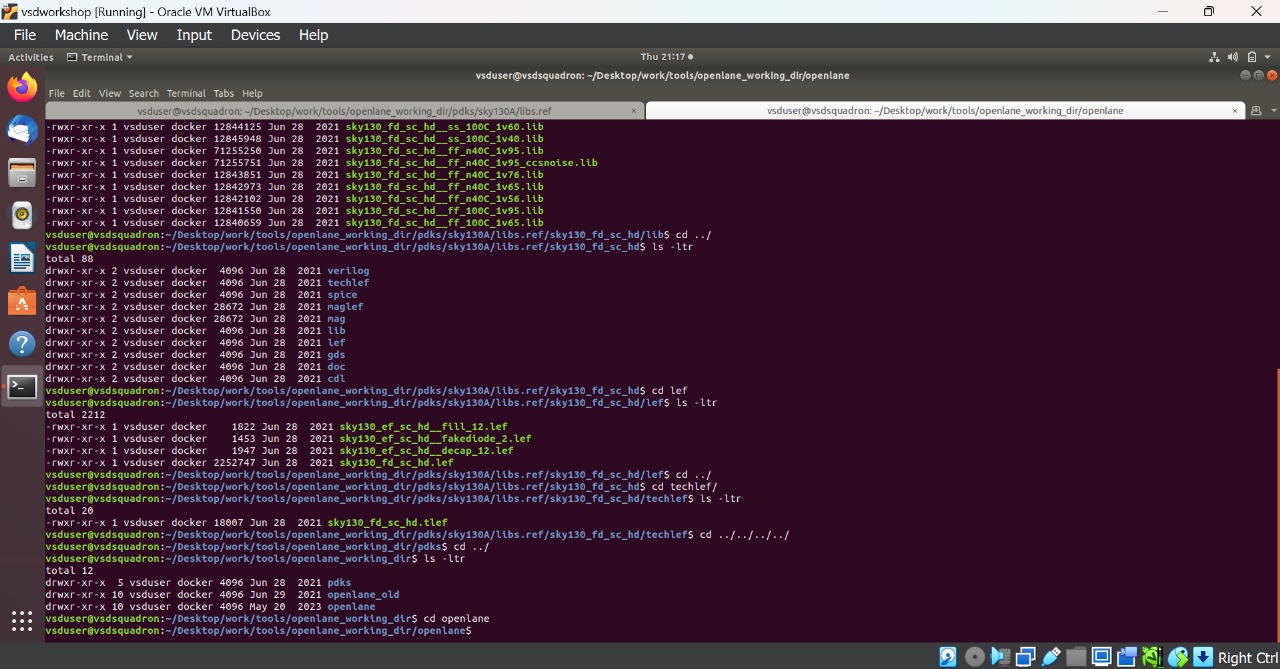 vsdworkshop [Running] - Oracle VM VirtualBox
File Machine View Input Devices Help
Activities Terminal Thu 21:17
vsduser@vsdsquadron: ~/Desktop/work/tools/openlane_working_dir/openlane
File Edit View Search Terminal Tabs Help
vsduser@vsdsquadron: ~/Desktop/work/tools/openlane_working_dir/pdks/sky130A/libs.ref × vsduser@vsdsquadron: ~/Desktop/work/tools/openlane_working_dir/openlane ×
-rwxr-xr-x 1 vsduser docker 12844125 Jun 28  2021 sky130_fd_sc_hd__ss_100C_1v60.lib
-rwxr-xr-x 1 vsduser docker 12845948 Jun 28  2021 sky130_fd_sc_hd__ss_100C_1v40.lib
-rwxr-xr-x 1 vsduser docker 71255250 Jun 28  2021 sky130_fd_sc_hd__ff_n40C_1v95.lib
-rwxr-xr-x 1 vsduser docker 71255751 Jun 28  2021 sky130_fd_sc_hd__ff_n40C_1v95_ccsnoise.lib
-rwxr-xr-x 1 vsduser docker 12843851 Jun 28  2021 sky130_fd_sc_hd__ff_n40C_1v76.lib
-rwxr-xr-x 1 vsduser docker 12842973 Jun 28  2021 sky130_fd_sc_hd__ff_n40C_1v65.lib
-rwxr-xr-x 1 vsduser docker 12842102 Jun 28  2021 sky130_fd_sc_hd__ff_n40C_1v56.lib
-rwxr-xr-x 1 vsduser docker 12841550 Jun 28  2021 sky130_fd_sc_hd__ff_100C_1v95.lib
-rwxr-xr-x 1 vsduser docker 12840659 Jun 28  2021 sky130_fd_sc_hd__ff_100C_1v65.lib
vsduser@vsdsquadron:~/Desktop/work/tools/openlane_working_dir/pdks/sky130A/libs.ref/sky130_fd_sc_hd/lib$ cd ../
vsduser@vsdsquadron:~/Desktop/work/tools/openlane_working_dir/pdks/sky130A/libs.ref/sky130_fd_sc_hd$ ls -ltr
total 88
drwxr-xr-x 2 vsduser docker  4096 Jun 28  2021 verilog
drwxr-xr-x 2 vsduser docker  4096 Jun 28  2021 techlef
drwxr-xr-x 2 vsduser docker  4096 Jun 28  2021 spice
drwxr-xr-x 2 vsduser docker 28672 Jun 28  2021 maglef
drwxr-xr-x 2 vsduser docker 28672 Jun 28  2021 mag
drwxr-xr-x 2 vsduser docker  4096 Jun 28  2021 lib
drwxr-xr-x 2 vsduser docker  4096 Jun 28  2021 lef
drwxr-xr-x 2 vsduser docker  4096 Jun 28  2021 gds
drwxr-xr-x 2 vsduser docker  4096 Jun 28  2021 doc
drwxr-xr-x 2 vsduser docker  4096 Jun 28  2021 cdl
vsduser@vsdsquadron:~/Desktop/work/tools/openlane_working_dir/pdks/sky130A/libs.ref/sky130_fd_sc_hd$ cd lef
vsduser@vsdsquadron:~/Desktop/work/tools/openlane_working_dir/pdks/sky130A/libs.ref/sky130_fd_sc_hd/lef$ ls -ltr
total 2212
-rwxr-xr-x 1 vsduser docker    1822 Jun 28  2021 sky130_ef_sc_hd__fill_12.lef
-rwxr-xr-x 1 vsduser docker    1453 Jun 28  2021 sky130_ef_sc_hd__fakediode_2.lef
-rwxr-xr-x 1 vsduser docker    1947 Jun 28  2021 sky130_ef_sc_hd__decap_12.lef
-rwxr-xr-x 1 vsduser docker 2252747 Jun 28  2021 sky130_fd_sc_hd.lef
vsduser@vsdsquadron:~/Desktop/work/tools/openlane_working_dir/pdks/sky130A/libs.ref/sky130_fd_sc_hd/lef$ cd ../
vsduser@vsdsquadron:~/Desktop/work/tools/openlane_working_dir/pdks/sky130A/libs.ref/sky130_fd_sc_hd$ cd techlef/
vsduser@vsdsquadron:~/Desktop/work/tools/openlane_working_dir/pdks/sky130A/libs.ref/sky130_fd_sc_hd/techlef$ ls -ltr
total 20
-rwxr-xr-x 1 vsduser docker 18007 Jun 28  2021 sky130_fd_sc_hd.tlef
vsduser@vsdsquadron:~/Desktop/work/tools/openlane_working_dir/pdks/sky130A/libs.ref/sky130_fd_sc_hd/techlef$ cd ../../../../
vsduser@vsdsquadron:~/Desktop/work/tools/openlane_working_dir/pdks$ cd ../
vsduser@vsdsquadron:~/Desktop/work/tools/openlane_working_dir$ ls -ltr
total 12
drwxr-xr-x  5 vsduser docker 4096 Jun 28  2021 pdks
drwxr-xr-x 10 vsduser docker 4096 Jun 29  2021 openlane_old
drwxr-xr-x 10 vsduser docker 4096 May 20  2023 openlane
vsduser@vsdsquadron:~/Desktop/work/tools/openlane_working_dir$ cd openlane
vsduser@vsdsquadron:~/Desktop/work/tools/openlane_working_dir/openlane$
Right Ctrl